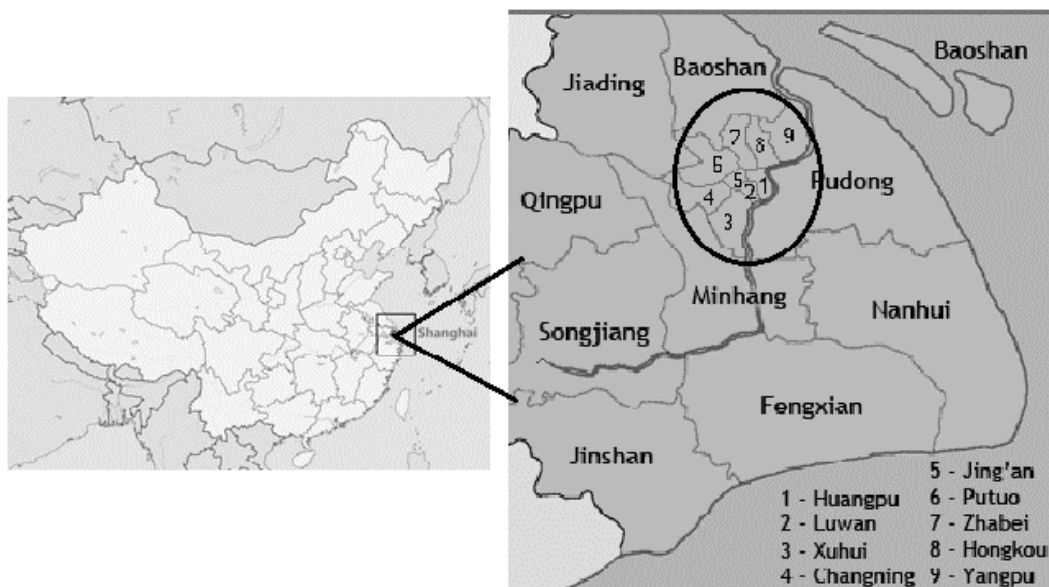 Shanghai
Baoshan
Jiading
Baoshan
7
8
9
6
5
2
1
4
3
Pudong
Qingpu
Minhang
Nanhui
Songjiang
Fengxian
Jinshan
1 - Huangpu
2 - Luwan
3 - Xuhui
4 - Changning
5 - Jing'an
6 - Putuo
7 - Zhabei
8 - Hongkou
9 - Yangpu